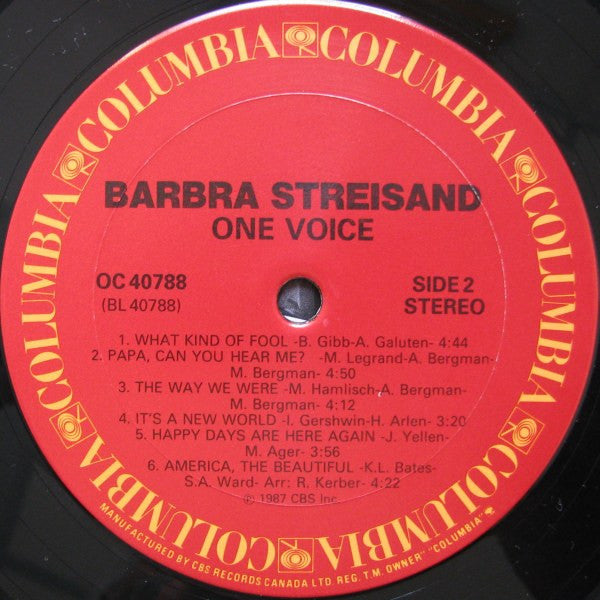 COLUMBIA COLUMBIA COLUMBIA COLUMBIA COLUMBIA COLUMBIA
BARBRA STREISAND
ONE VOICE
OC 40788
(BL 40788)
SIDE 2
STEREO
1. WHAT KIND OF FOOL -B. Gibb-A. Galuten- 4:44
2. PAPA, CAN YOU HEAR ME? -M. Legrand-A. Bergman-
M. Bergman- 4:50
3. THE WAY WE WERE -M. Hamlisch-A. Bergman-
M. Bergman- 4:12
4. IT'S A NEW WORLD -I. Gershwin-H. Arlen- 3:20
5. HAPPY DAYS ARE HERE AGAIN -J. Yellen-
M. Ager- 3:56
6. AMERICA, THE BEAUTIFUL -K.L. Bates-
S.A. Ward- Arr: R. Kerber- 4:22
℗ 1987 CBS Inc.
MANUFACTURED BY CBS RECORDS CANADA LTD. REG. T.M. OWNER "COLUMBIA"